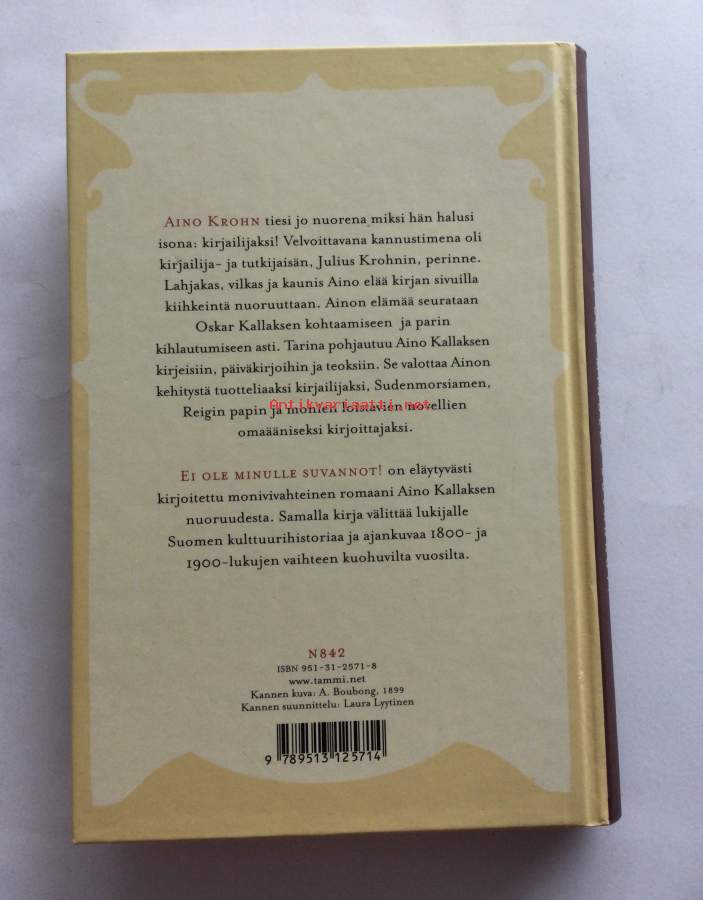 AINO KROHN tiesi jo nuorena miksi hän halusi
isona: kirjailijaksi! Velvoittavana kannustimena oli
kirjailija- ja tutkijaisän, Julius Krohnin, perinne.
Lahjakas, vilkas ja kaunis Aino elää kirjan sivuilla
kiihkeintä nuoruuttaan. Ainon elämää seurataan
Oskar Kallaksen kohtaamiseen ja parin
kihlautumiseen asti. Tarina pohjautuu Aino Kallaksen
kirjeisiin, päiväkirjoihin ja teoksiin. Se valottaa Ainon
kehitystä tuotteliaaksi kirjailijaksi, Sudenmorsiamen,
Antikvariaatti.net
Reigin papin ja monien loistavien novellien
omaääniseksi kirjoittajaksi.
EI OLE MINULLE SUVANNOT! on eläytyvästi
kirjoitettu monivivahteinen romaani Aino Kallaksen
nuoruudesta. Samalla kirja välittää lukijalle
Suomen kulttuurihistoriaa ja ajankuvaa 1800- ja
1900-lukujen vaihteen kuohuvilta vuosilta.
N842
ISBN 951-31-2571-8
www.tammi.net
Kannen kuva: A. Boubong, 1899
Kannen suunnittelu: Laura Lyytinen
9 789513 125714